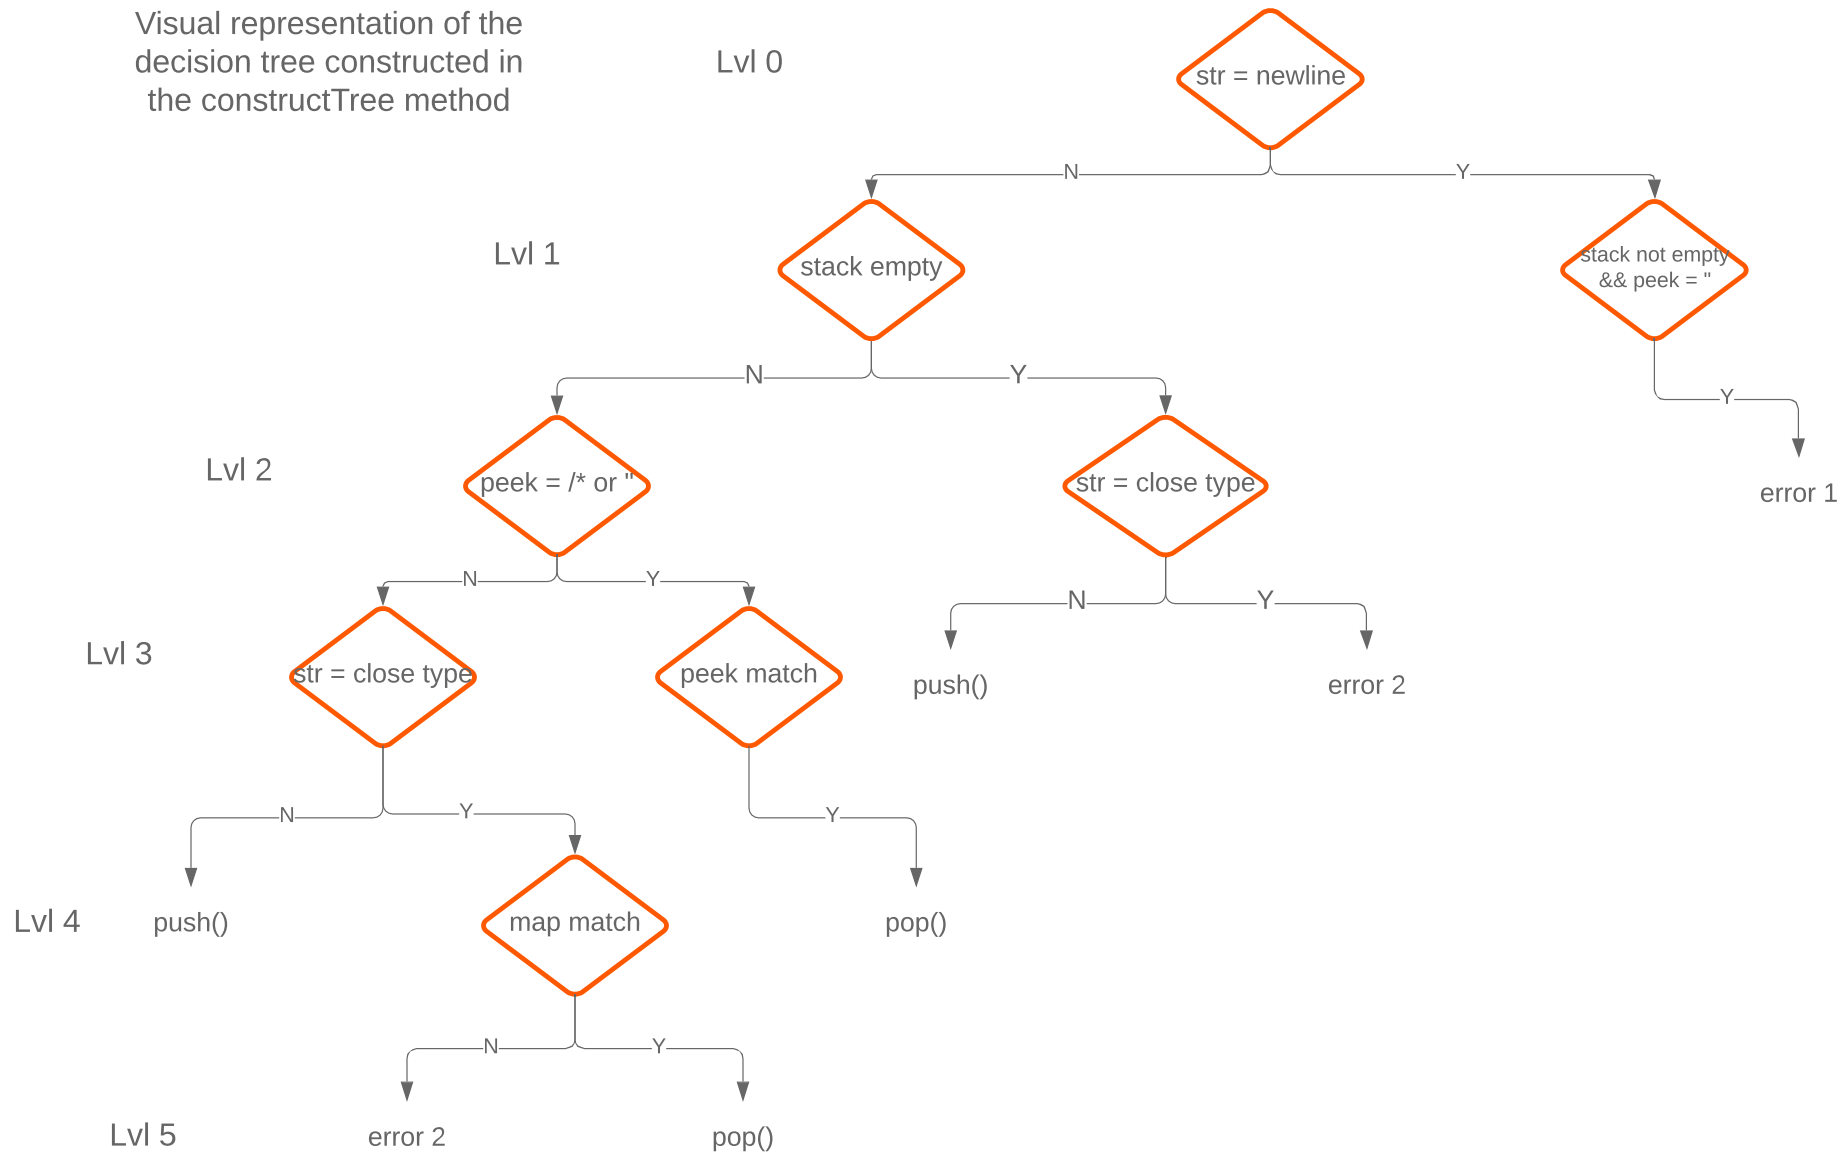 Visual representation of the
decision tree constructed in
the constructTree method
Lvl 0
str = newline
N
Y
Lvl 1
stack empty
stack not empty
&& peek = "
N
Y
Y
Lvl 2
peek = /* or "
str = close type
error 1
N
Y
N
Y
Lvl 3
str = close type
peek match
push()
error 2
N
Y
Y
Lvl 4
push()
map match
pop()
N
Y
Lvl 5
error 2
pop()